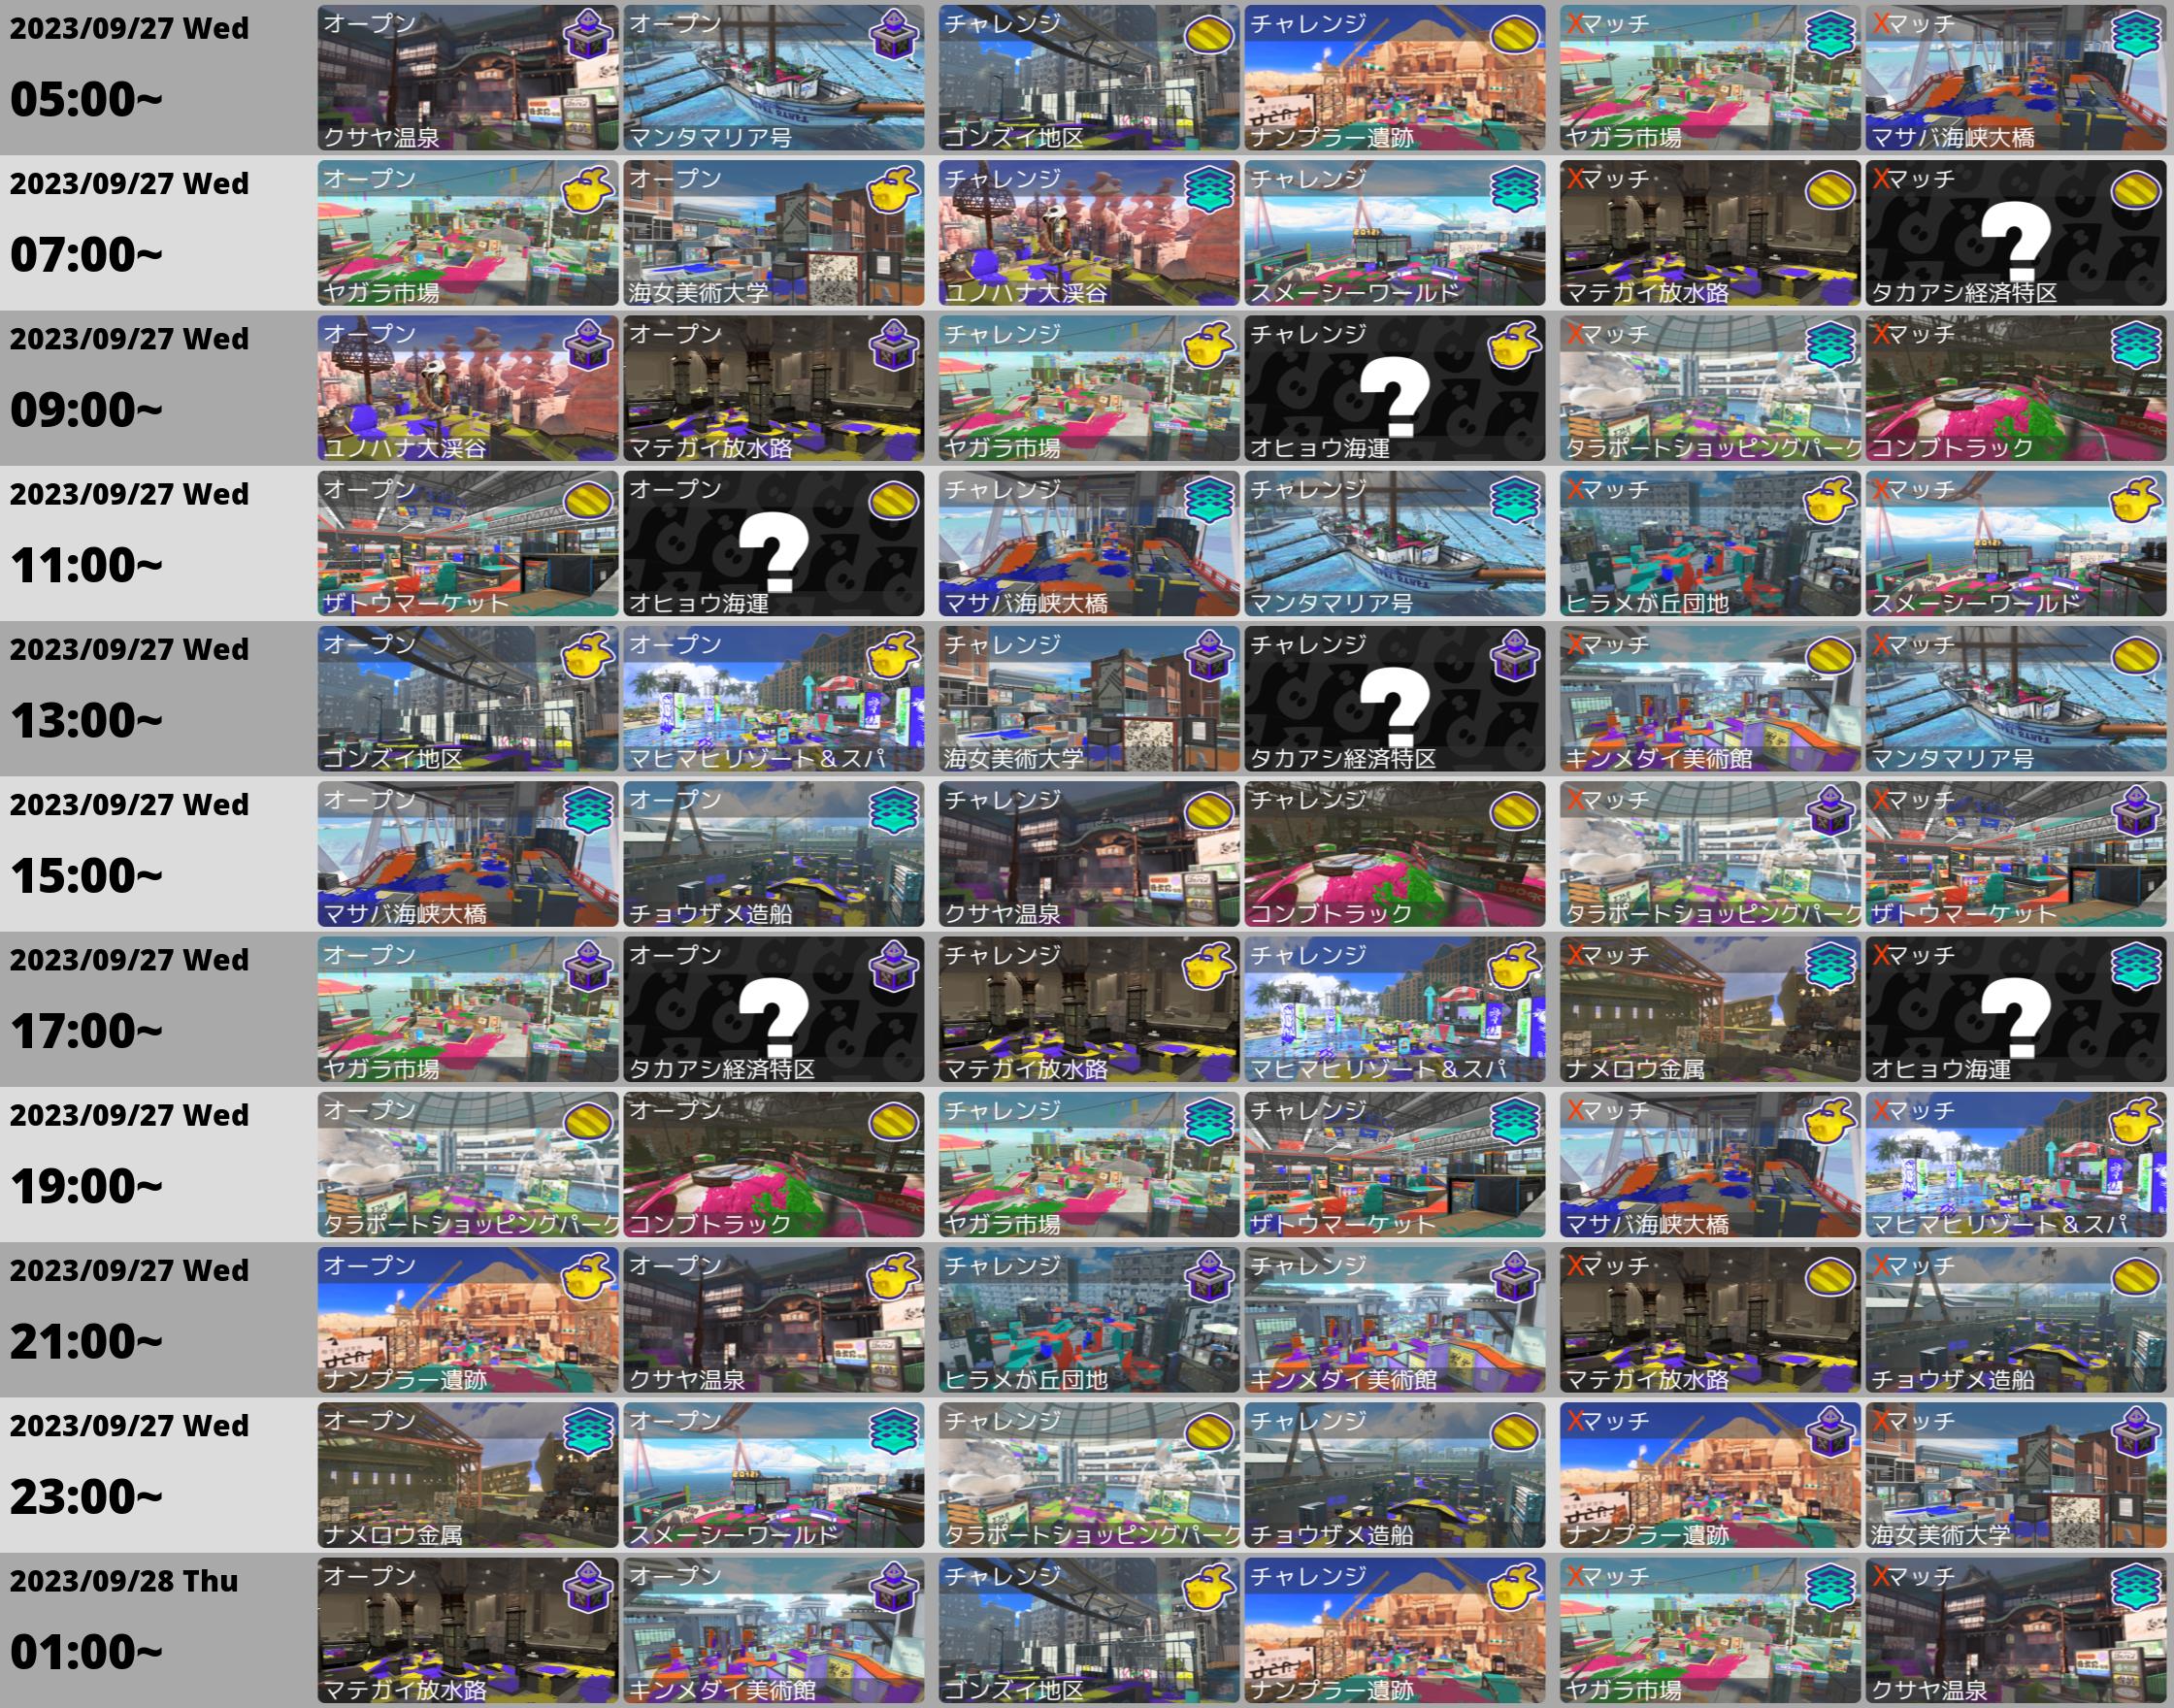 2023/09/27 Wed
05:00~
オープン オープン チャレンジ チャレンジ Xマッチ Xマッチ
クサヤ温泉 マンタマリア号 ゴンズイ地区 ナンプラー遺跡 ヤガラ市場 マサバ海峡大橋
2023/09/27 Wed
07:00~
オープン オープン チャレンジ チャレンジ Xマッチ Xマッチ
?
ヤガラ市場 海女美術大学 ユノハナ大渓谷 スメーシーワールド マテガイ放水路 タカアシ経済特区
2023/09/27 Wed
09:00~
オープン オープン チャレンジ チャレンジ Xマッチ Xマッチ
?
ユノハナ大渓谷 マテガイ放水路 ヤガラ市場 オヒョウ海運 タラポートショッピングパーク コンブトラック
2023/09/27 Wed
11:00~
オープン オープン チャレンジ チャレンジ Xマッチ Xマッチ
?
ザトウマーケット オヒョウ海運 マサバ海峡大橋 マンタマリア号 ヒラメが丘団地 スメーシーワールド
2023/09/27 Wed
13:00~
オープン オープン チャレンジ チャレンジ Xマッチ Xマッチ
?
ゴンズイ地区 マヒマヒリゾート＆スパ 海女美術大学 タカアシ経済特区 キンメダイ美術館 マンタマリア号
2023/09/27 Wed
15:00~
オープン オープン チャレンジ チャレンジ Xマッチ Xマッチ
マサバ海峡大橋 チョウザメ造船 クサヤ温泉 コンブトラック タラポートショッピングパーク ザトウマーケット
2023/09/27 Wed
17:00~
オープン オープン チャレンジ チャレンジ Xマッチ Xマッチ
? ?
ヤガラ市場 タカアシ経済特区 マテガイ放水路 マヒマヒリゾート＆スパ ナメロウ金属 オヒョウ海運
2023/09/27 Wed
19:00~
オープン オープン チャレンジ チャレンジ Xマッチ Xマッチ
タラポートショッピングパーク コンブトラック ヤガラ市場 ザトウマーケット マサバ海峡大橋 マヒマヒリゾート＆スパ
2023/09/27 Wed
21:00~
オープン オープン チャレンジ チャレンジ Xマッチ Xマッチ
ナンプラー遺跡 クサヤ温泉 ヒラメが丘団地 キンメダイ美術館 マテガイ放水路 チョウザメ造船
2023/09/27 Wed
23:00~
オープン オープン チャレンジ チャレンジ Xマッチ Xマッチ
ナメロウ金属 スメーシーワールド タラポートショッピングパーク チョウザメ造船 ナンプラー遺跡 海女美術大学
2023/09/28 Thu
01:00~
オープン オープン チャレンジ チャレンジ Xマッチ Xマッチ
マテガイ放水路 キンメダイ美術館 ゴンズイ地区 ナンプラー遺跡 ヤガラ市場 クサヤ温泉